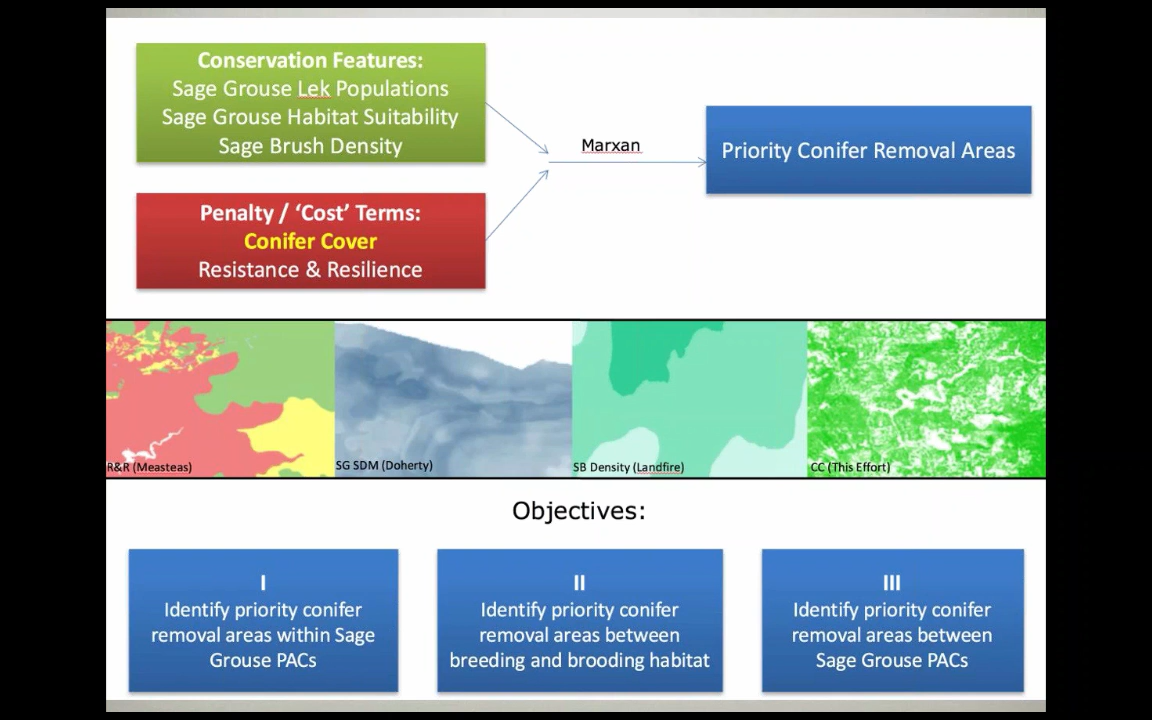 Conservation Features:
Sage Grouse Lek Populations
Sage Grouse Habitat Suitability
Sage Brush Density
Marxan
Priority Conifer Removal Areas
Penalty / ‘Cost’ Terms:
Conifer Cover
Resistance & Resilience
R&R (Measteas)
SG SDM (Doherty)
SB Density (Landfire)
CC (This Effort)
Objectives:
I
Identify priority conifer
removal areas within Sage
Grouse PACs
II
Identify priority conifer
removal areas between
breeding and brooding habitat
III
Identify priority conifer
removal areas between
Sage Grouse PACs